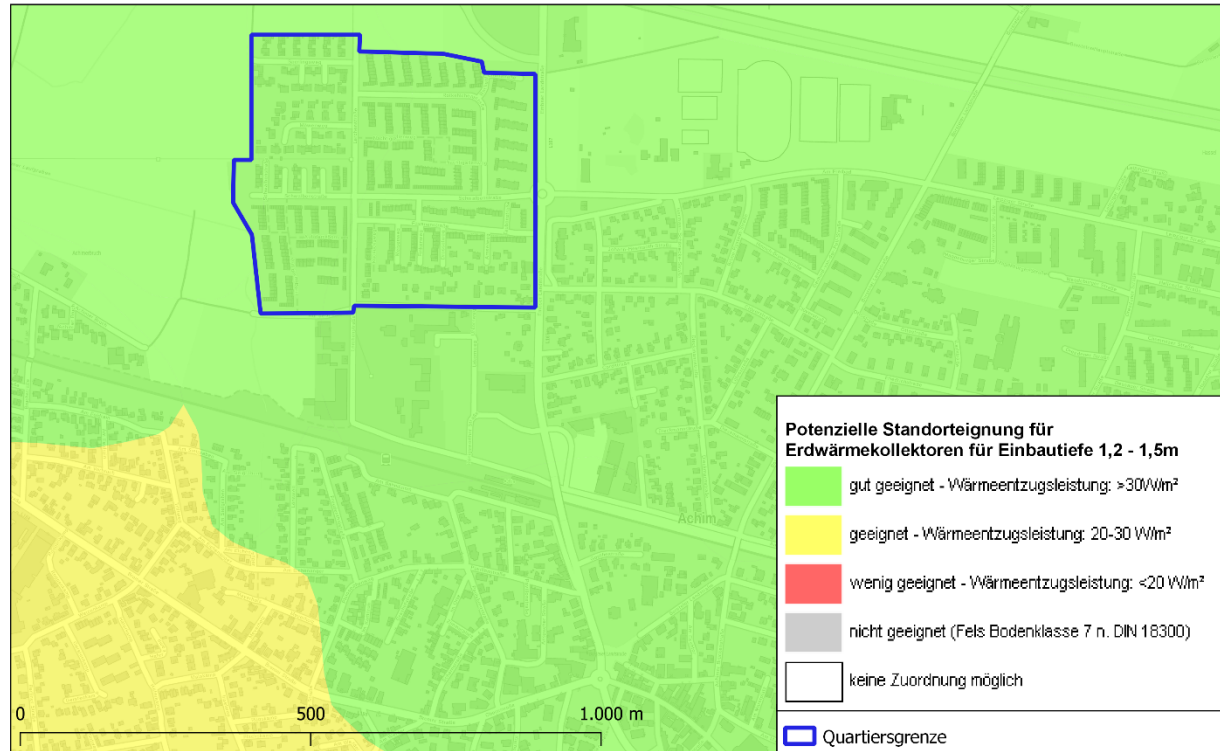 Achim
Potenzielle Standorteignung für
Erdwärmekollektoren für Einbautiefe 1,2 - 1,5m
gut geeignet - Wärmeentzugsleistung: >30W/m²
geeignet - Wärmeentzugsleistung: 20-30 W/m²
wenig geeignet - Wärmeentzugsleistung: <20 W/m²
nicht geeignet (Fels Bodenklasse 7 n. DIN 18300)
keine Zuordnung möglich
Quartiersgrenze
0 500 1.000 m